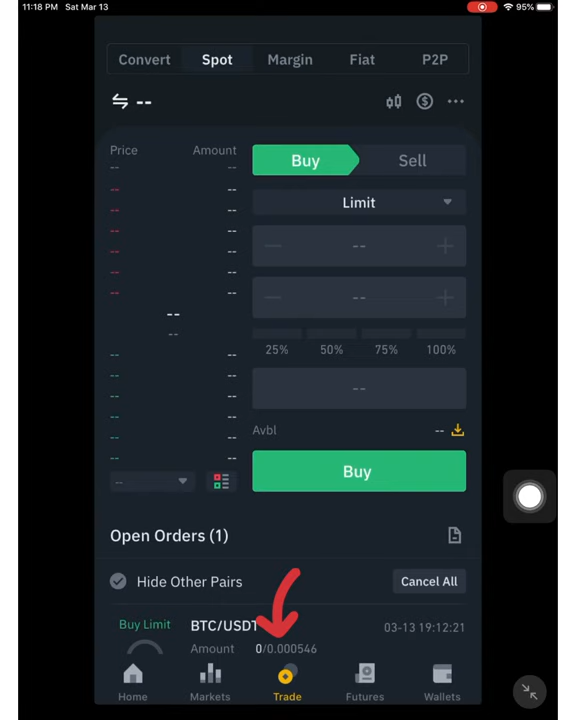 11:18 PM Sat Mar 13 95%
Convert Spot Margin Fiat P2P
--
Price Amount Buy Sell
-- --
-- Limit
--
-- --
--
-- --
--
--
-- 25% 50% 75% 100%
-- --
-- --
-- --
-- -- Avbl --
-- --
-- -- Buy
--
Open Orders (1)
Hide Other Pairs Cancel All
Buy Limit BTC/USDT 03-13 19:12:21
Amount 0/0.000546
Home Markets Trade Futures Wallets